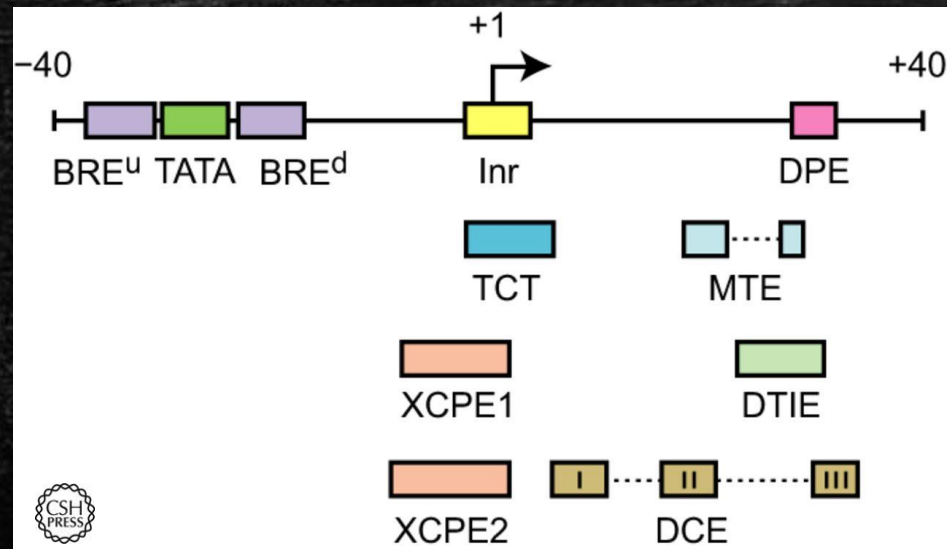 +1
−40 +40
BREᵘ TATA BREᵈ Inr DPE
TCT MTE
XCPE1 DTIE
I II III
XCPE2 DCE
CSH
PRESS